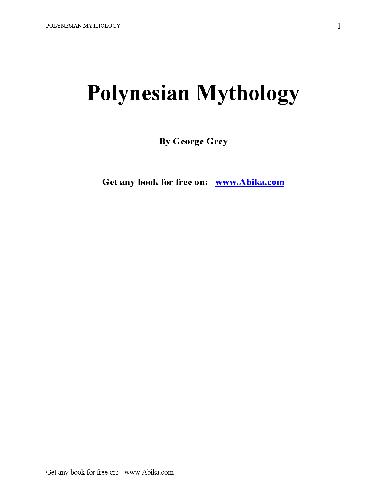 POLYNESIAN MYTHOLOGY 1
Polynesian Mythology
By George Grey
Get any book for free on: www.Abika.com
Get any book for free on: www.Abika.com